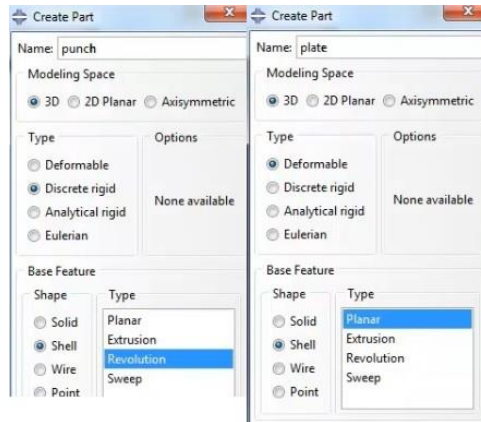 Create Part
Name: punch
Modeling Space
3D 2D Planar Axisymmetric
Type Options
Deformable
Discrete rigid
Analytical rigid
Eulerian
None available
Base Feature
Shape Type
Solid
Shell
Wire
Point
Planar
Extrusion
Revolution
Sweep
Create Part
Name: plate
Modeling Space
3D 2D Planar Axisymmetric
Type Options
Deformable
Discrete rigid
Analytical rigid
Eulerian
None available
Base Feature
Shape Type
Solid
Shell
Wire
Point
Planar
Extrusion
Revolution
Sweep